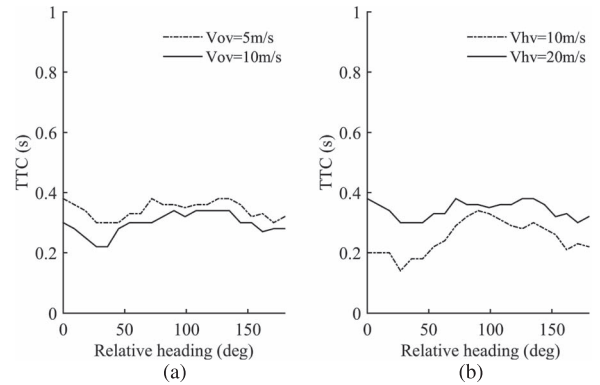 1
Vov=5m/s
Vov=10m/s
0.8
0.6
TTC (s)
0.4
0.2
0
0 50 100 150
Relative heading (deg)
(a)
1
Vhv=10m/s
Vhv=20m/s
0.8
0.6
TTC (s)
0.4
0.2
0
0 50 100 150
Relative heading (deg)
(b)